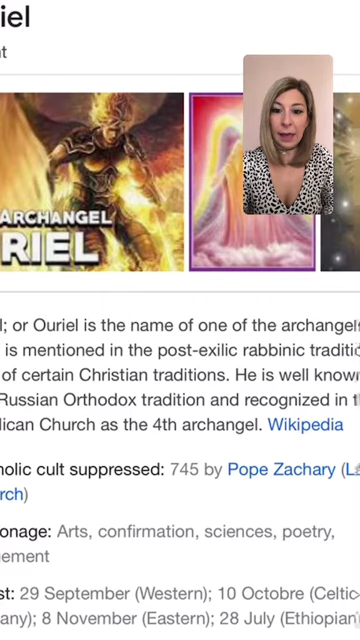 iel
nt
ARCHANGEL
RIEL
l; or Ouriel is the name of one of the archangel
is mentioned in the post-exilic rabbinic traditi
of certain Christian traditions. He is well know
Russian Orthodox tradition and recognized in t
lican Church as the 4th archangel. Wikipedia
holic cult suppressed: 745 by Pope Zachary (L
rch)
onage: Arts, confirmation, sciences, poetry,
ement
st: 29 September (Western); 10 Octobre (Celtic
any); 8 November (Eastern); 28 July (Ethiopian